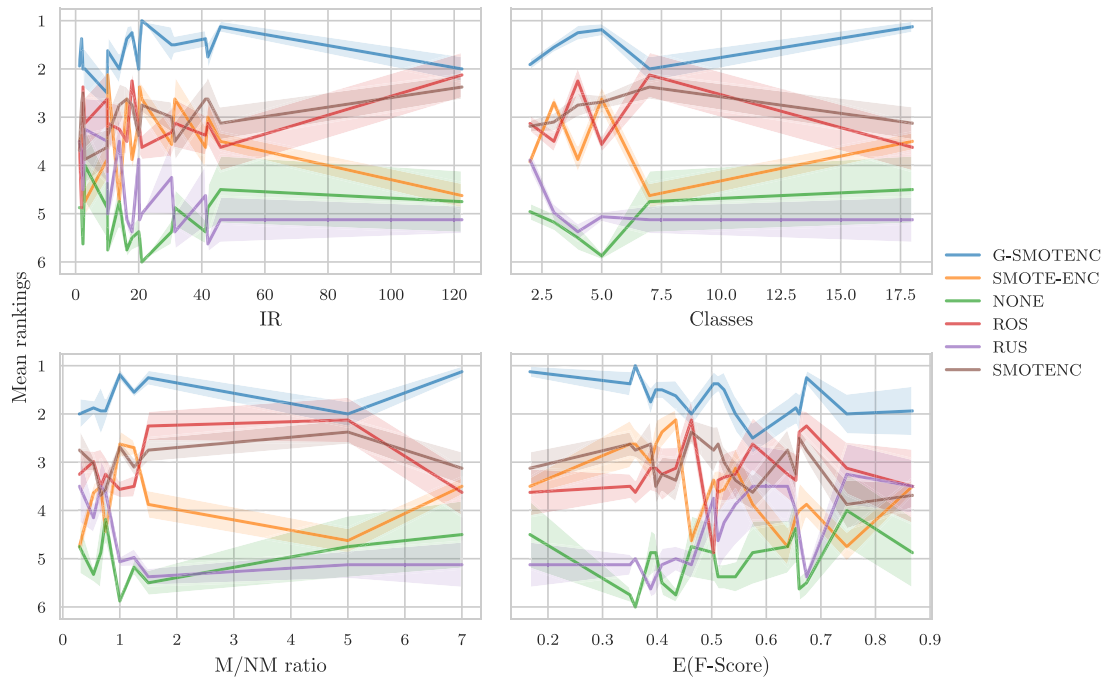 1
2
3
4
5
6
0 20 40 60 80 100 120
IR
2.5 5.0 7.5 10.0 12.5 15.0 17.5
Classes
Mean rankings
G-SMOTENC
SMOTE-ENC
NONE
ROS
RUS
SMOTENC
1
2
3
4
5
6
0 1 2 3 4 5 6 7
M/NM ratio
0.2 0.3 0.4 0.5 0.6 0.7 0.8 0.9
E(F-Score)